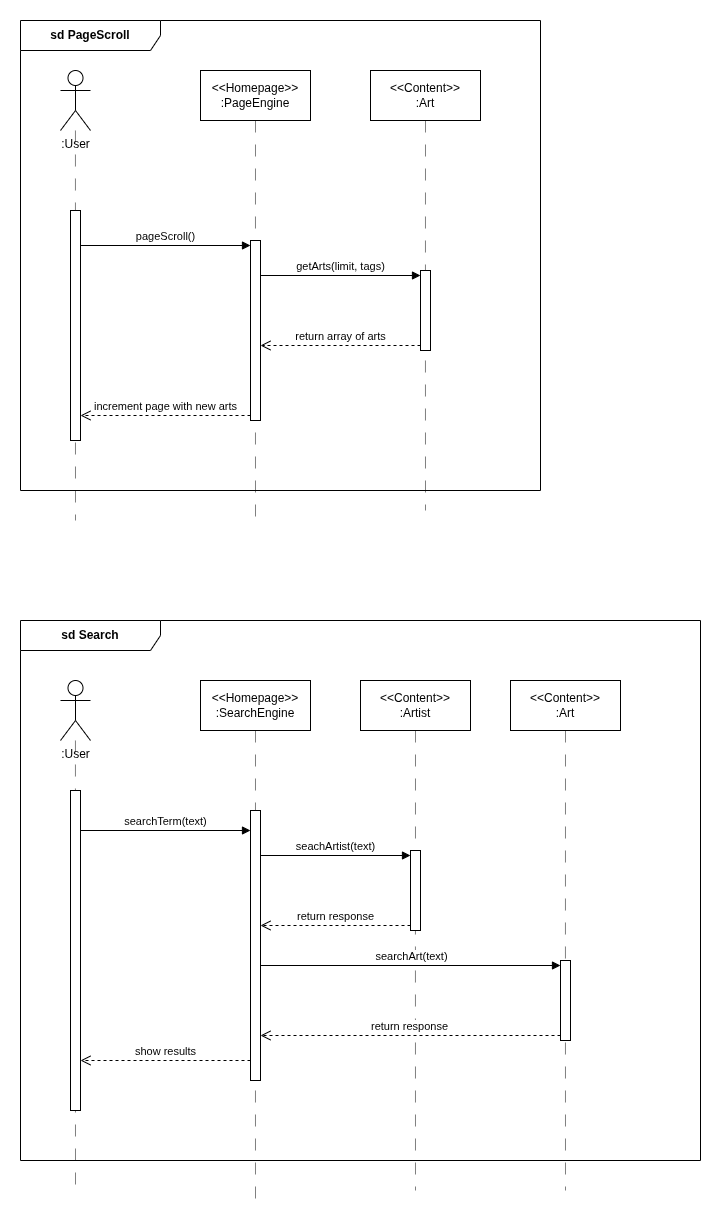 sd PageScroll
<<Homepage>>
:PageEngine
<<Content>>
:Art
:User
pageScroll()
getArts(limit, tags)
return array of arts
increment page with new arts
sd Search
<<Homepage>>
:SearchEngine
<<Content>>
:Artist
<<Content>>
:Art
:User
searchTerm(text)
seachArtist(text)
return response
searchArt(text)
return response
show results